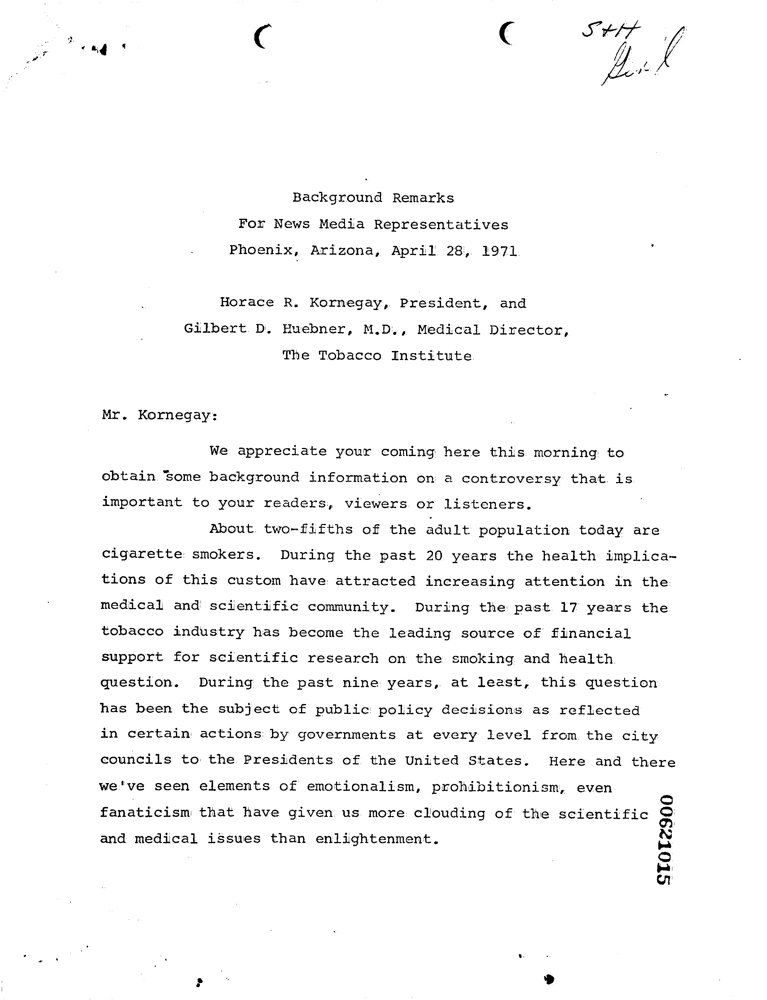 S+H
Background Remarks
For News Media Representatives
Phoenix, Arizona, April 28, 1971
Horace R. Kornegay, President, and
Gilbert D. Huebner, M.D., Medical Director,
The Tobacco Institute
Mr. Kornegay:
We appreciate your coming here this morning to
obtain some background information on a controversy that is
important to your readers, viewers or listeners.
About two-fifths of the adult population today are
cigarette smokers. During the past 20 years the health implica-
tions of this custom have attracted increasing attention in the
medical and scientific community. During the past 17 years the
tobacco industry has become the leading source of financial
support for scientific research on the smoking and health
question. During the past nine years, at least, this question
has been the subject of public policy decisions as reflected
in certain actions by governments at every level from the city
councils to the Presidents of the United States. Here and there
we've seen elements of emotionalism, prohibitionism, even
fanaticism that have given us more clouding of the scientific
and medical issues than enlightenment.
00621015